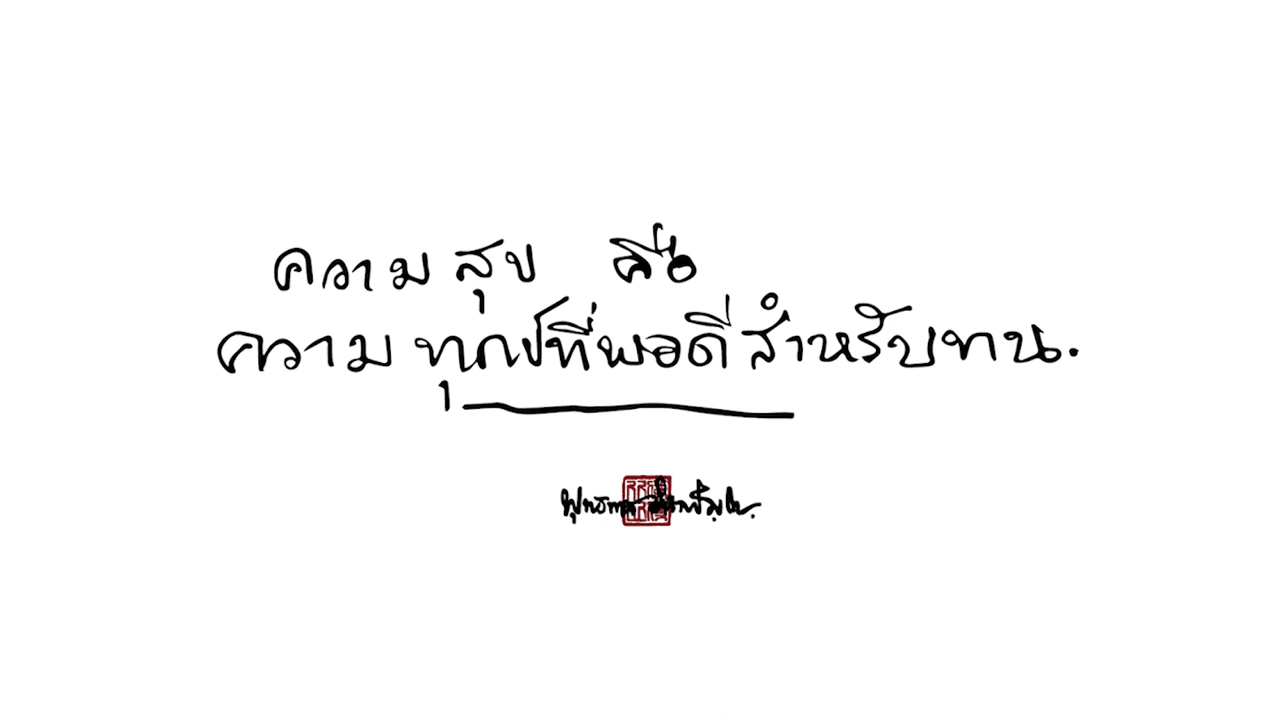 ความสุข คือ
ความทุกข์ที่พอดีสำหรับทน.